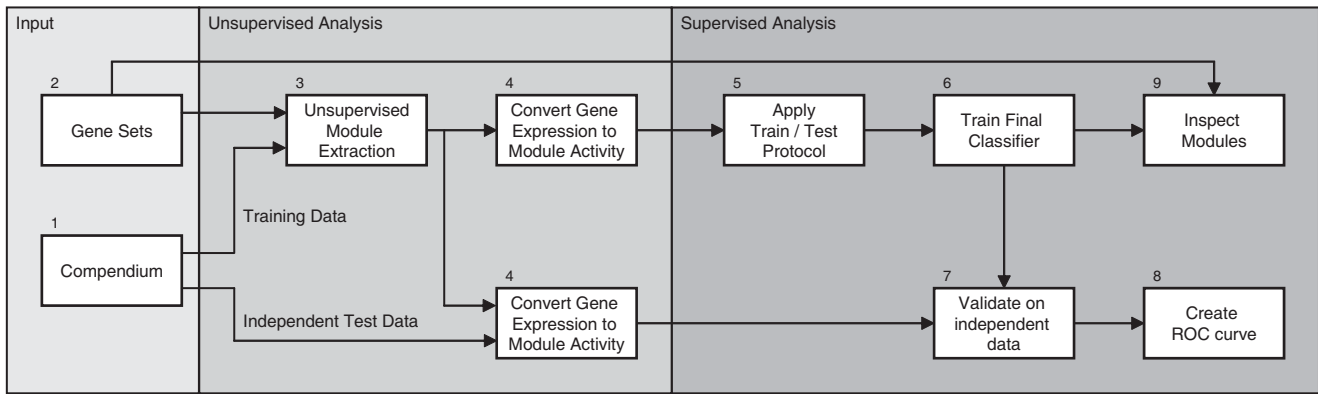 Input
Unsupervised Analysis
Supervised Analysis
2
Gene Sets
3
Unsupervised
Module
Extraction
4
Convert Gene
Expression to
Module Activity
5
Apply
Train / Test
Protocol
6
Train Final
Classifier
9
Inspect
Modules
Training Data
1
Compendium
Independent Test Data
4
Convert Gene
Expression to
Module Activity
7
Validate on
independent
data
8
Create
ROC curve